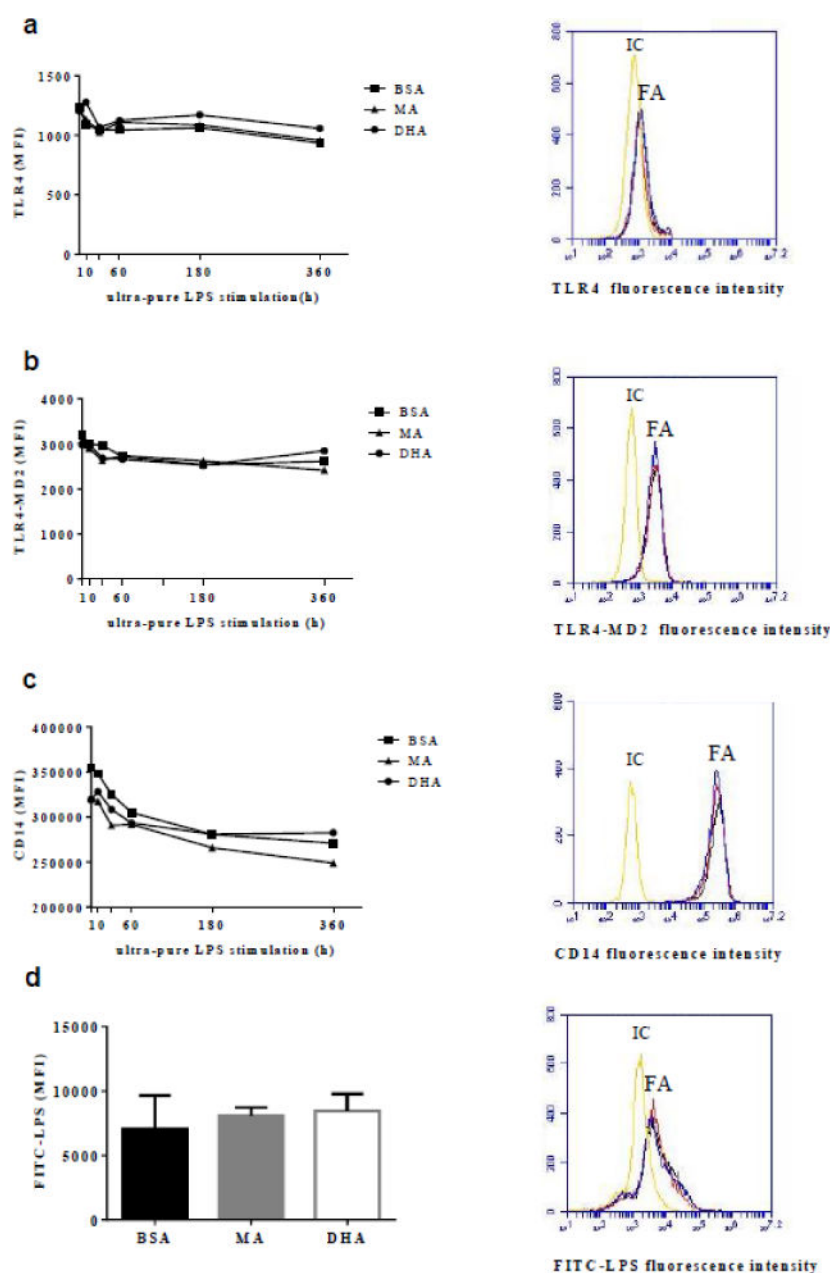 a
1500
1000
500
0
TLR4 (MFI)
10 60 180 360
ultra-pure LPS stimulation(h)
BSA
MA
DHA
800
600
400
200
0
IC
FA
TLR4 fluorescence intensity
b
4000
3000
2000
1000
0
TLR4-MD2 (MFI)
10 60 180 360
ultra-pure LPS stimulation (h)
BSA
MA
DHA
800
600
400
200
0
IC
FA
TLR4-MD2 fluorescence intensity
c
400000
350000
300000
250000
200000
CD14 (MFI)
10 60 180 360
ultra-pure LPS stimulation (h)
BSA
MA
DHA
600
400
200
0
IC
FA
CD14 fluorescence intensity
d
15000
10000
5000
0
FITC-LPS (MFI)
BSA MA DHA
800
600
400
200
0
IC
FA
FITC-LPS fluorescence intensity